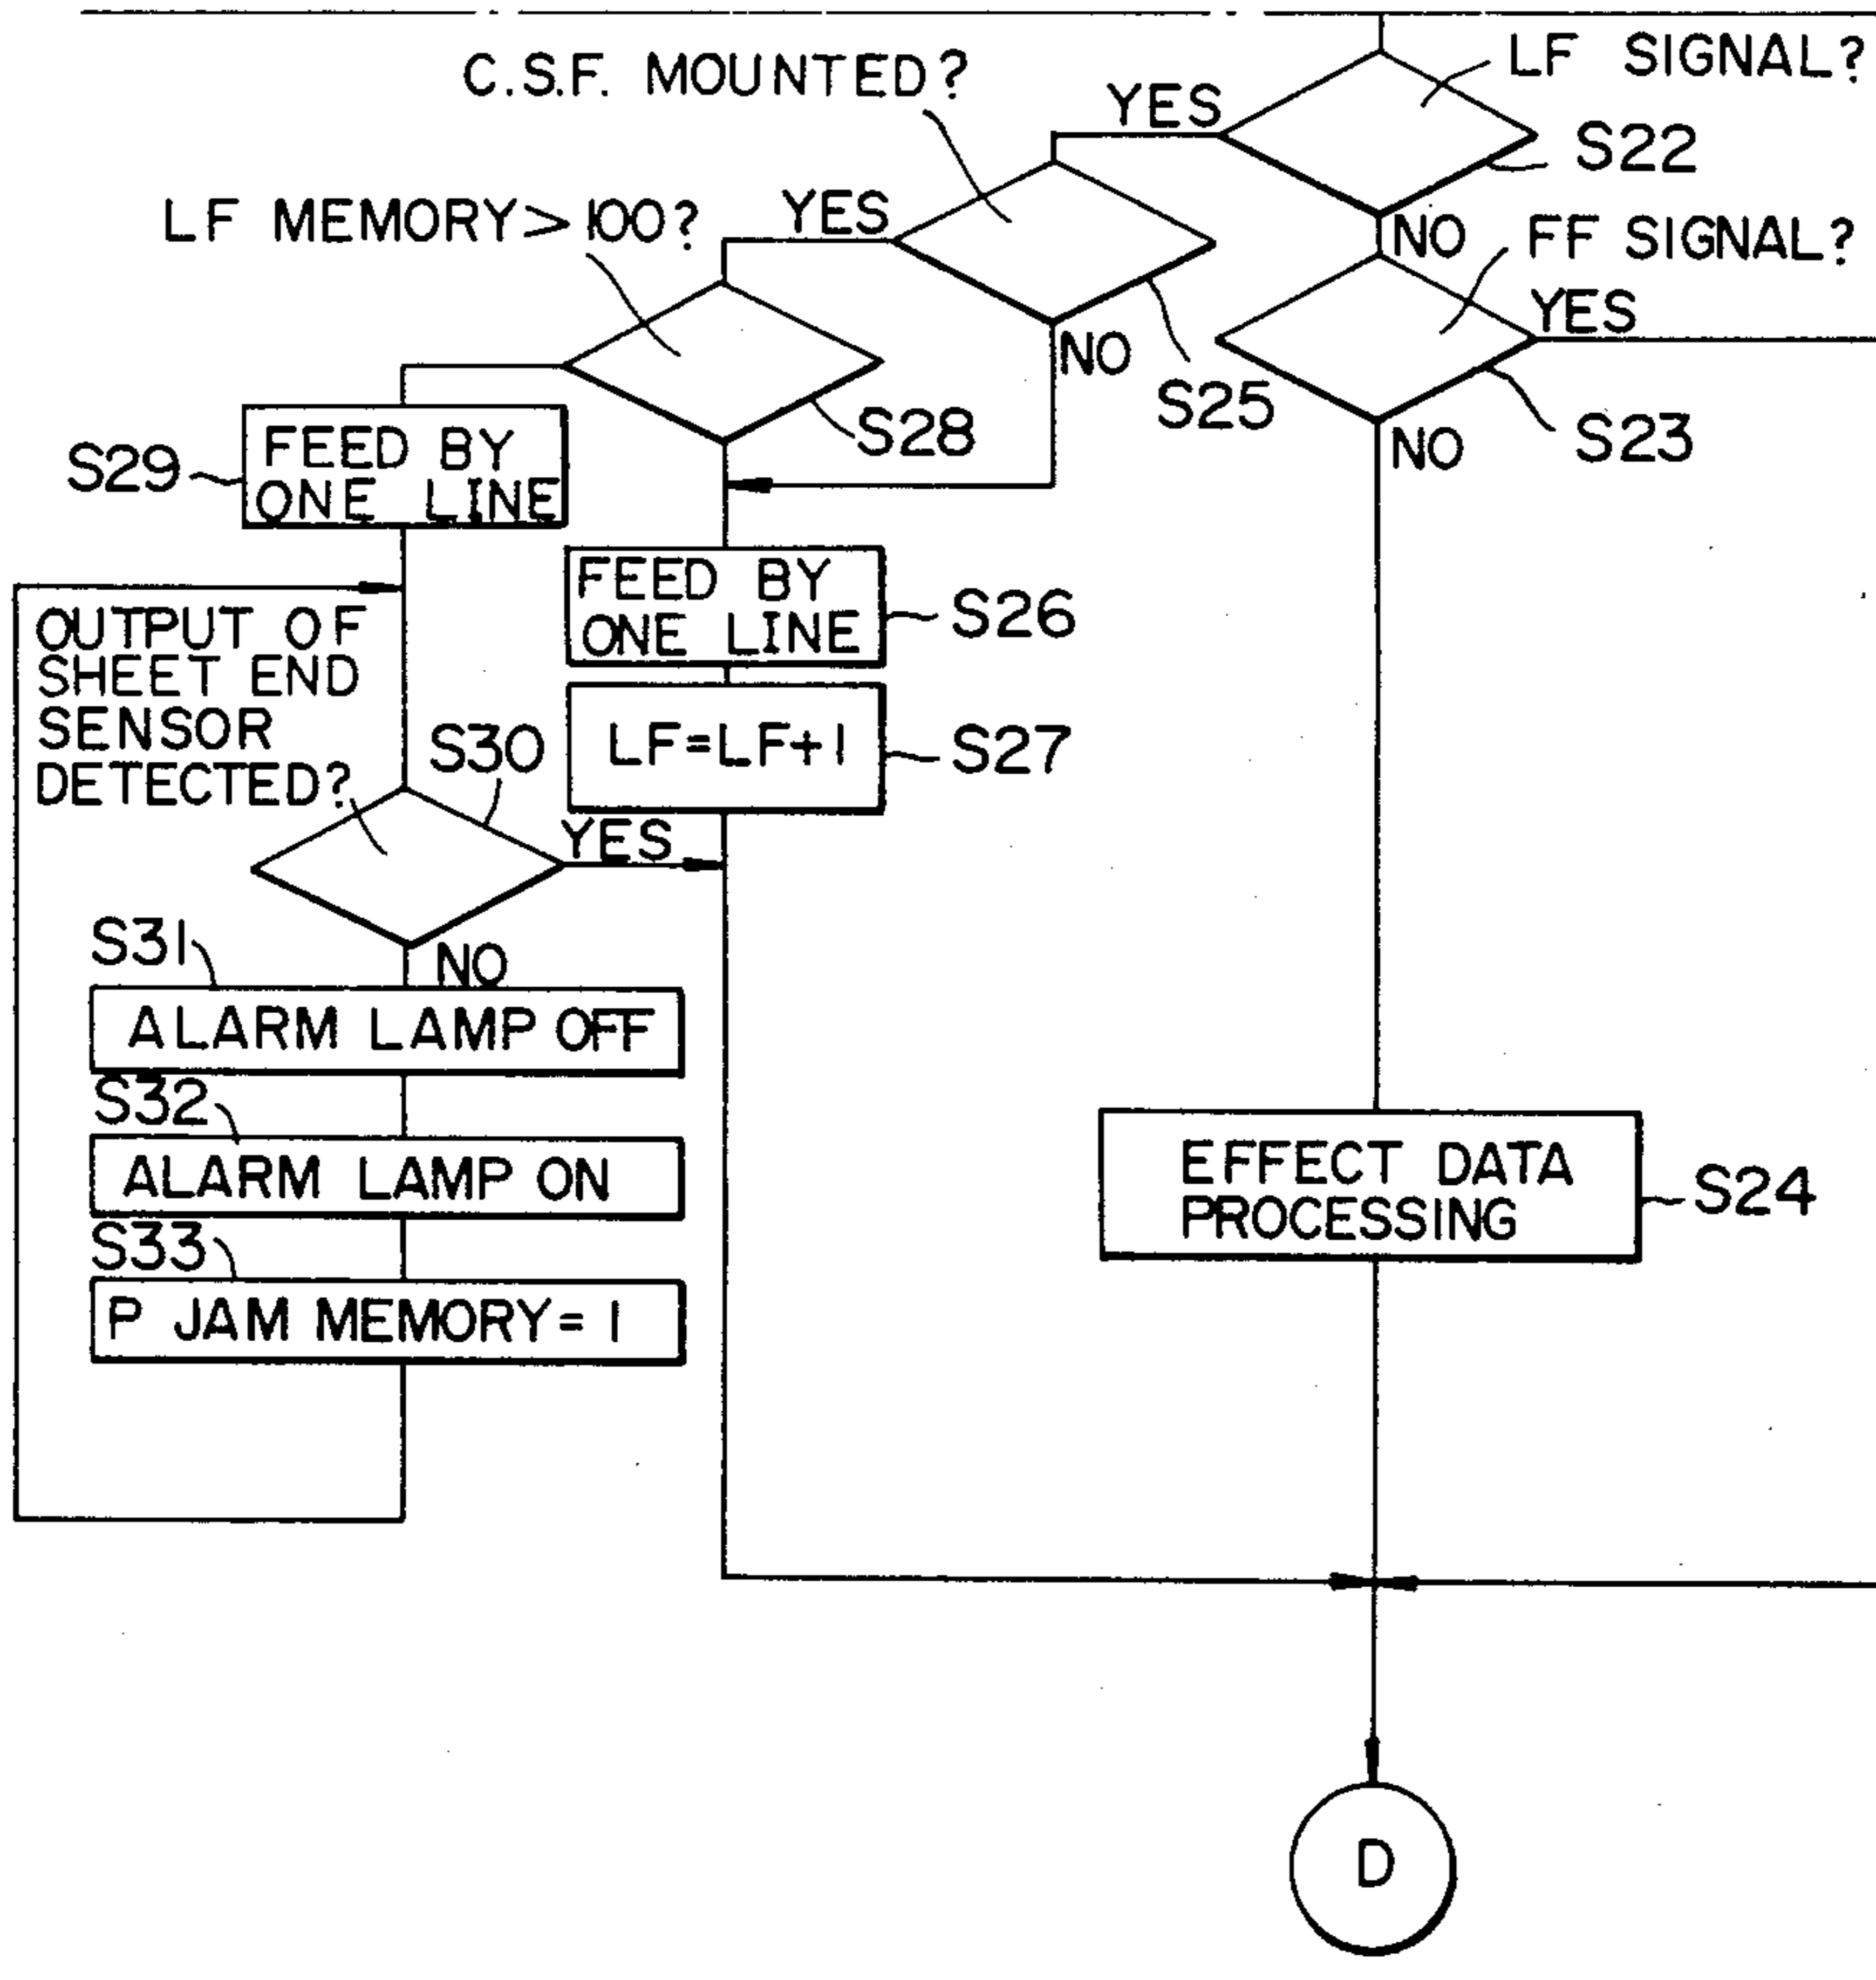 LF SIGNAL?
C.S.F. MOUNTED?
YES
S22
LF MEMORY>100?
YES
NO
FF SIGNAL?
YES
NO
S25
S28
S23
NO
FEED BY
ONE LINE
S29
FEED BY
ONE LINE
S26
OUTPUT OF
SHEET END
SENSOR
DETECTED?
S30
LF=LF+1
S27
YES
S31
NO
ALARM LAMP OFF
S32
ALARM LAMP ON
EFFECT DATA
PROCESSING
S24
S33
P JAM MEMORY=1
D